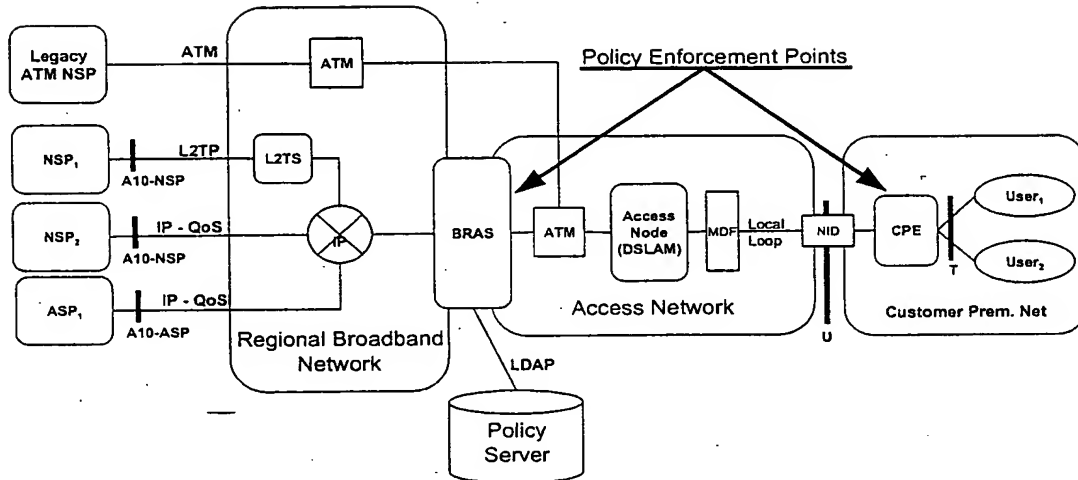 Legacy
ATM NSP
ATM
ATM
Policy Enforcement Points
NSP₁
L2TP
A10-NSP
L2TS
NSP₂
IP - QoS
A10-NSP
IP
ASP₁
IP - QoS
A10-ASP
Regional Broadband
Network
BRAS
ATM
Access
Node
(DSLAM)
MDF
Local
Loop
Access Network
NID
U
CPE
T
User₁
User₂
Customer Prem. Net
LDAP
Policy
Server